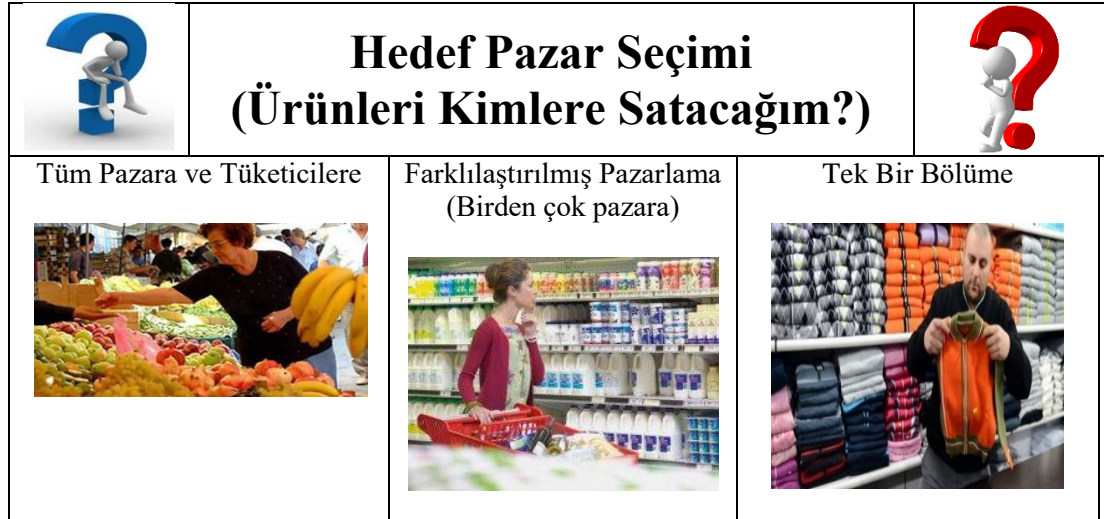 Hedef Pazar Seçimi
(Ürünleri Kimlere Satacağım?)
Tüm Pazara ve Tüketicilere
Farklılaştırılmış Pazarlama
(Birden çok pazara)
Tek Bir Bölüme